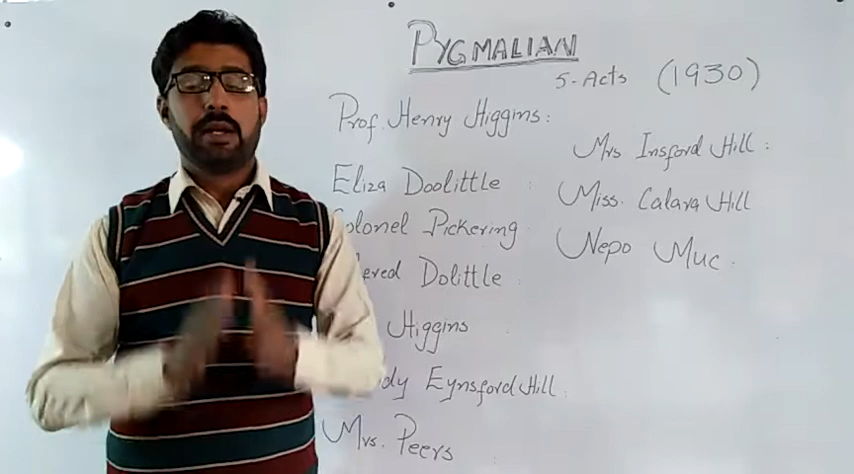 PYGMALIAN
5-Acts (1930)
Prof. Henry Higgins:
Eliza Doolittle :
Colonel Pickering
Dolittle
Higgins
Eynsford Hill.
Mrs. Peers
Mrs Insford Hill :
Miss. Calara Hill
Nepo Muc.